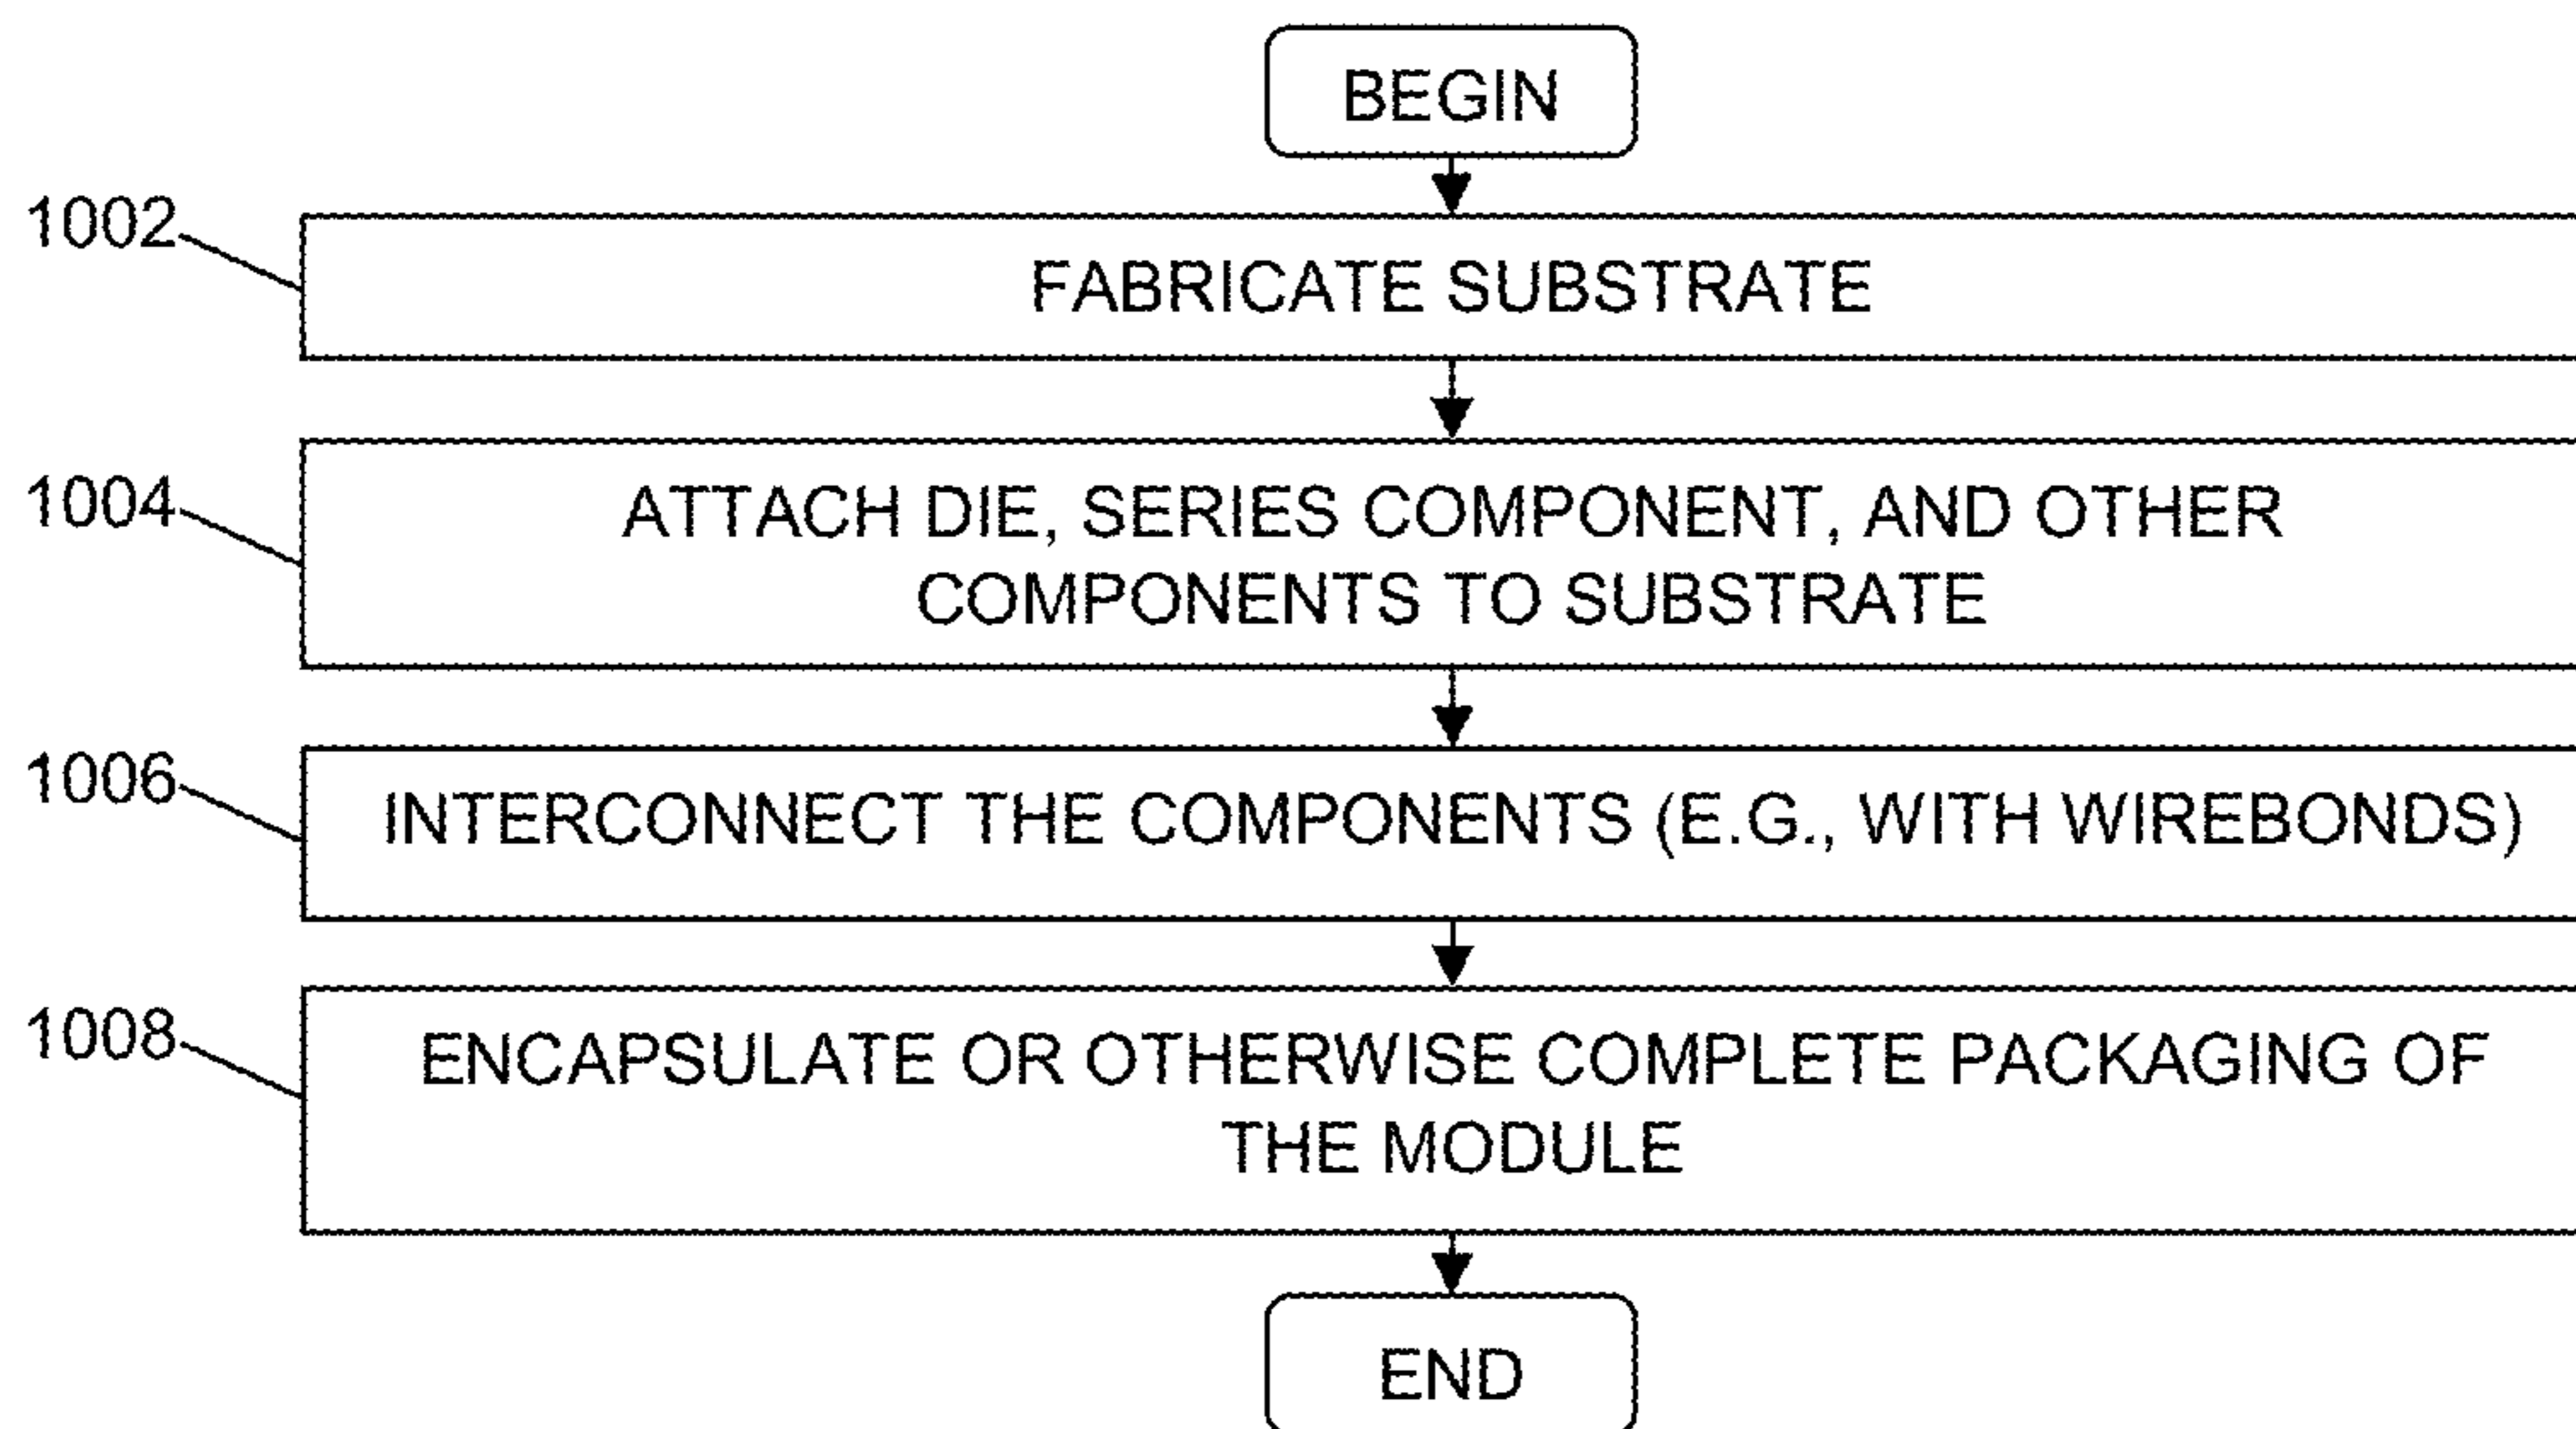 BEGIN
1002
FABRICATE SUBSTRATE
1004
ATTACH DIE, SERIES COMPONENT, AND OTHER
COMPONENTS TO SUBSTRATE
1006
INTERCONNECT THE COMPONENTS (E.G., WITH WIREBONDS)
1008
ENCAPSULATE OR OTHERWISE COMPLETE PACKAGING OF
THE MODULE
END